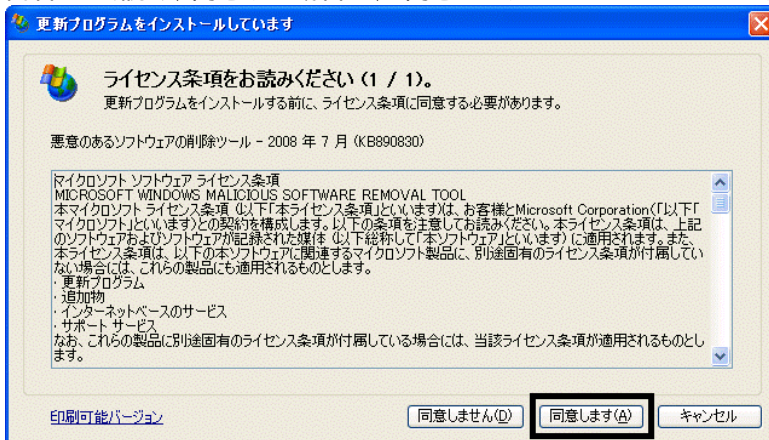 更新プログラムをインストールしています
ライセンス条項をお読みください (1 / 1)。
更新プログラムをインストールする前に、ライセンス条項に同意する必要があります。
悪意のあるソフトウェアの削除ツール - 2008 年 7 月 (KB890830)
マイクロソフト ソフトウェア ライセンス条項
MICROSOFT WINDOWS MALICIOUS SOFTWARE REMOVAL TOOL
本マイクロソフト ライセンス条項 (以下「本ライセンス条項」といいます)は、お客様とMicrosoft Corporation(「以下「
マイクロソフト」といいます)との契約を構成します。以下の条項を注意してお読みください。本ライセンス条項は、上記
のソフトウェアおよびソフトウェアが記録された媒体 (以下総称して「本ソフトウェア」といいます) に適用されます。また、
本ライセンス条項は、以下の本ソフトウェアに関連するマイクロソフト製品に、別途固有のライセンス条項が付属してい
ない場合には、これらの製品にも適用されるものとします。
・更新プログラム
・追加物
・インターネットベースのサービス
・サポート サービス
なお、これらの製品に別途固有のライセンス条項が付属している場合には、当該ライセンス条項が適用されるものとし
ます。
印刷可能バージョン
同意しません(D)
同意します(A)
キャンセル